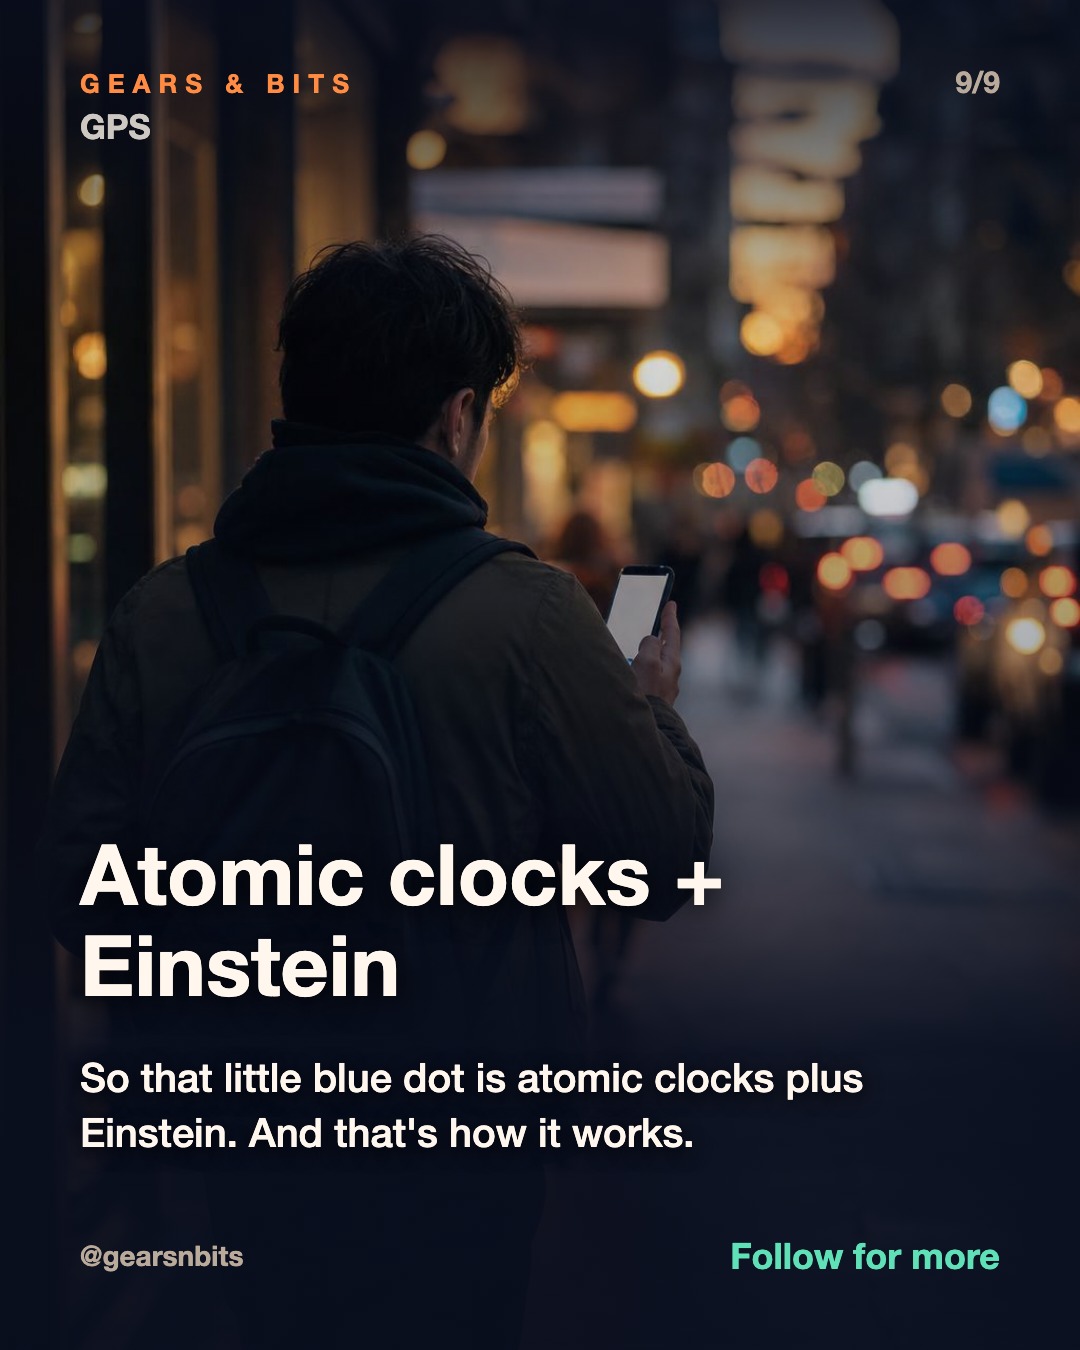 GEARS & BITS
9/9
GPS
Atomic clocks +
Einstein
So that little blue dot is atomic clocks plus
Einstein. And that's how it works.
@gearsnbits
Follow for more